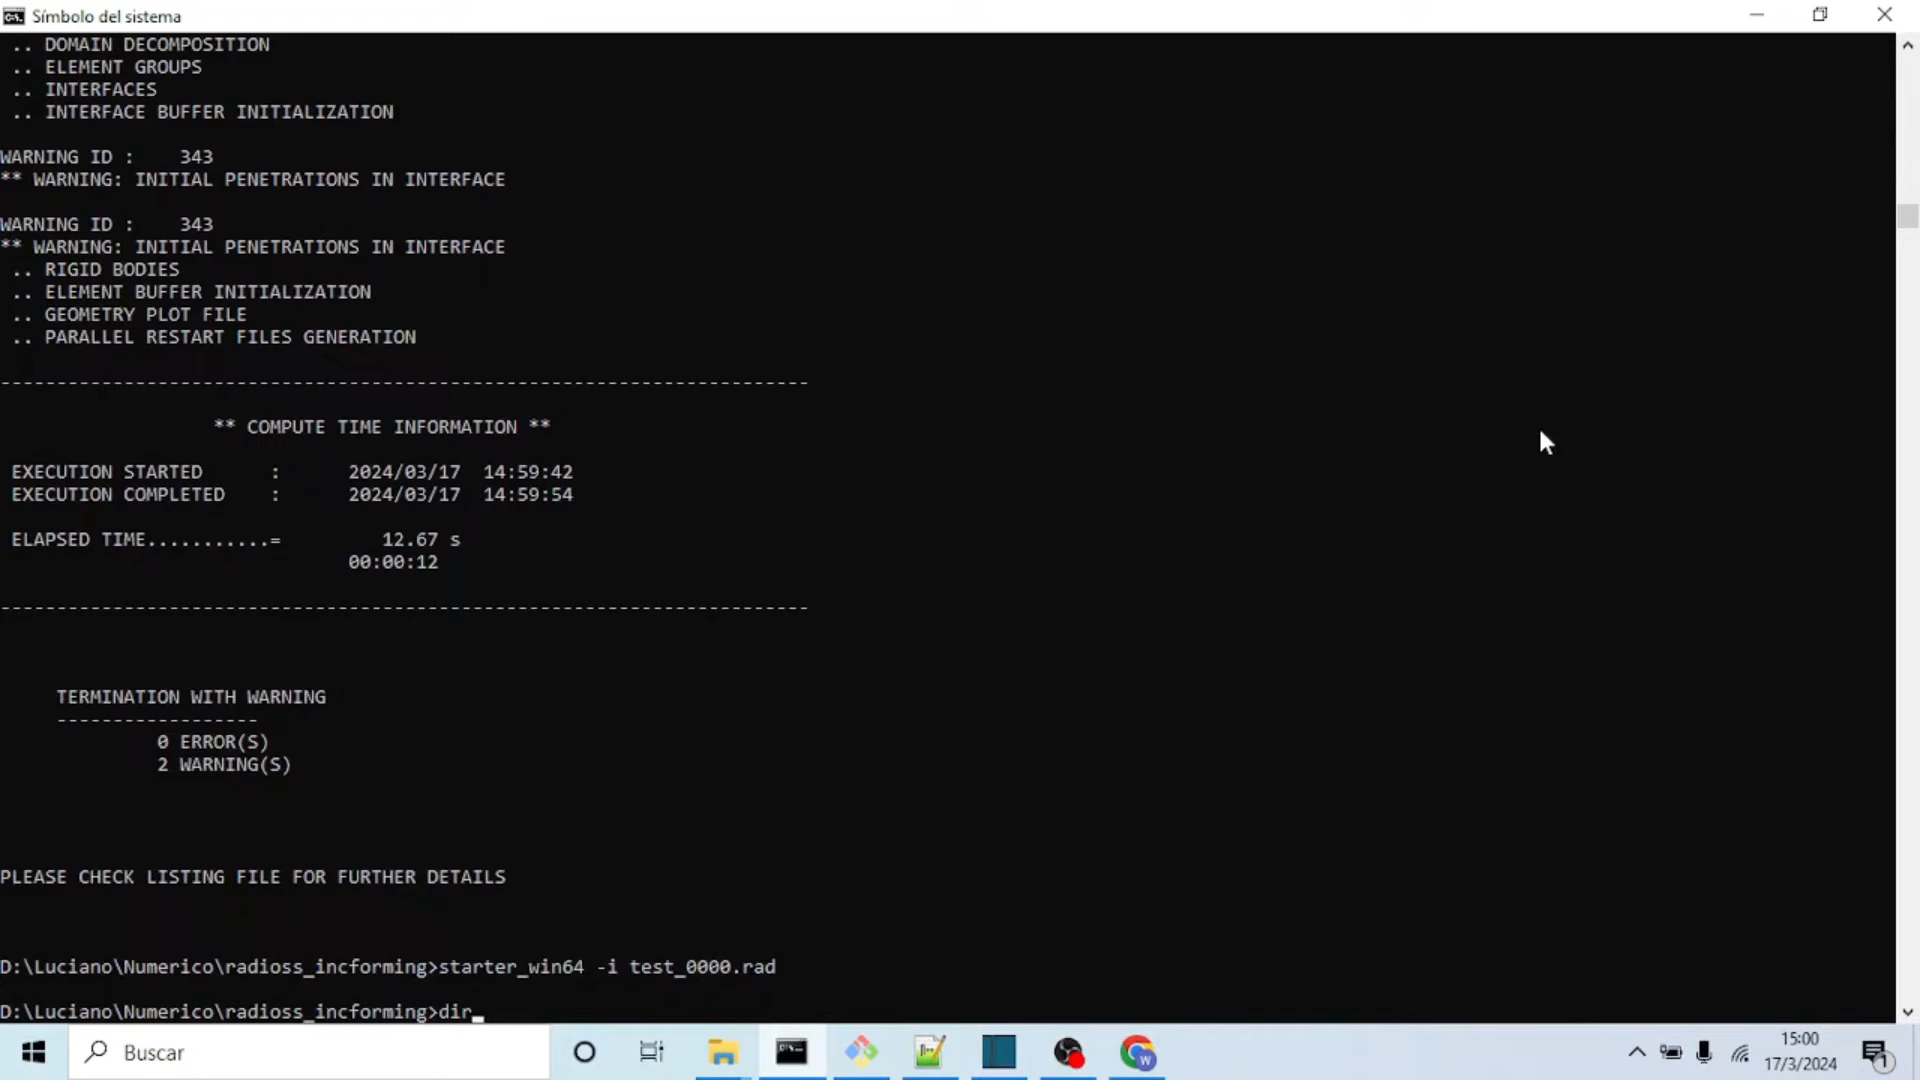 Símbolo del sistema
.. DOMAIN DECOMPOSITION
.. ELEMENT GROUPS
.. INTERFACES
.. INTERFACE BUFFER INITIALIZATION
WARNING ID :    343
** WARNING: INITIAL PENETRATIONS IN INTERFACE
WARNING ID :    343
** WARNING: INITIAL PENETRATIONS IN INTERFACE
.. RIGID BODIES
.. ELEMENT BUFFER INITIALIZATION
.. GEOMETRY PLOT FILE
.. PARALLEL RESTART FILES GENERATION
------------------------------------------------------------------------
** COMPUTE TIME INFORMATION **
EXECUTION STARTED      :      2024/03/17  14:59:42
EXECUTION COMPLETED    :      2024/03/17  14:59:54
ELAPSED TIME...........=         12.67 s
00:00:12
------------------------------------------------------------------------
TERMINATION WITH WARNING
------------------
0 ERROR(S)
2 WARNING(S)
PLEASE CHECK LISTING FILE FOR FURTHER DETAILS
D:\Luciano\Numerico\radioss_incforming>starter_win64 -i test_0000.rad
D:\Luciano\Numerico\radioss_incforming>dir_
Buscar
15:00
17/3/2024
1